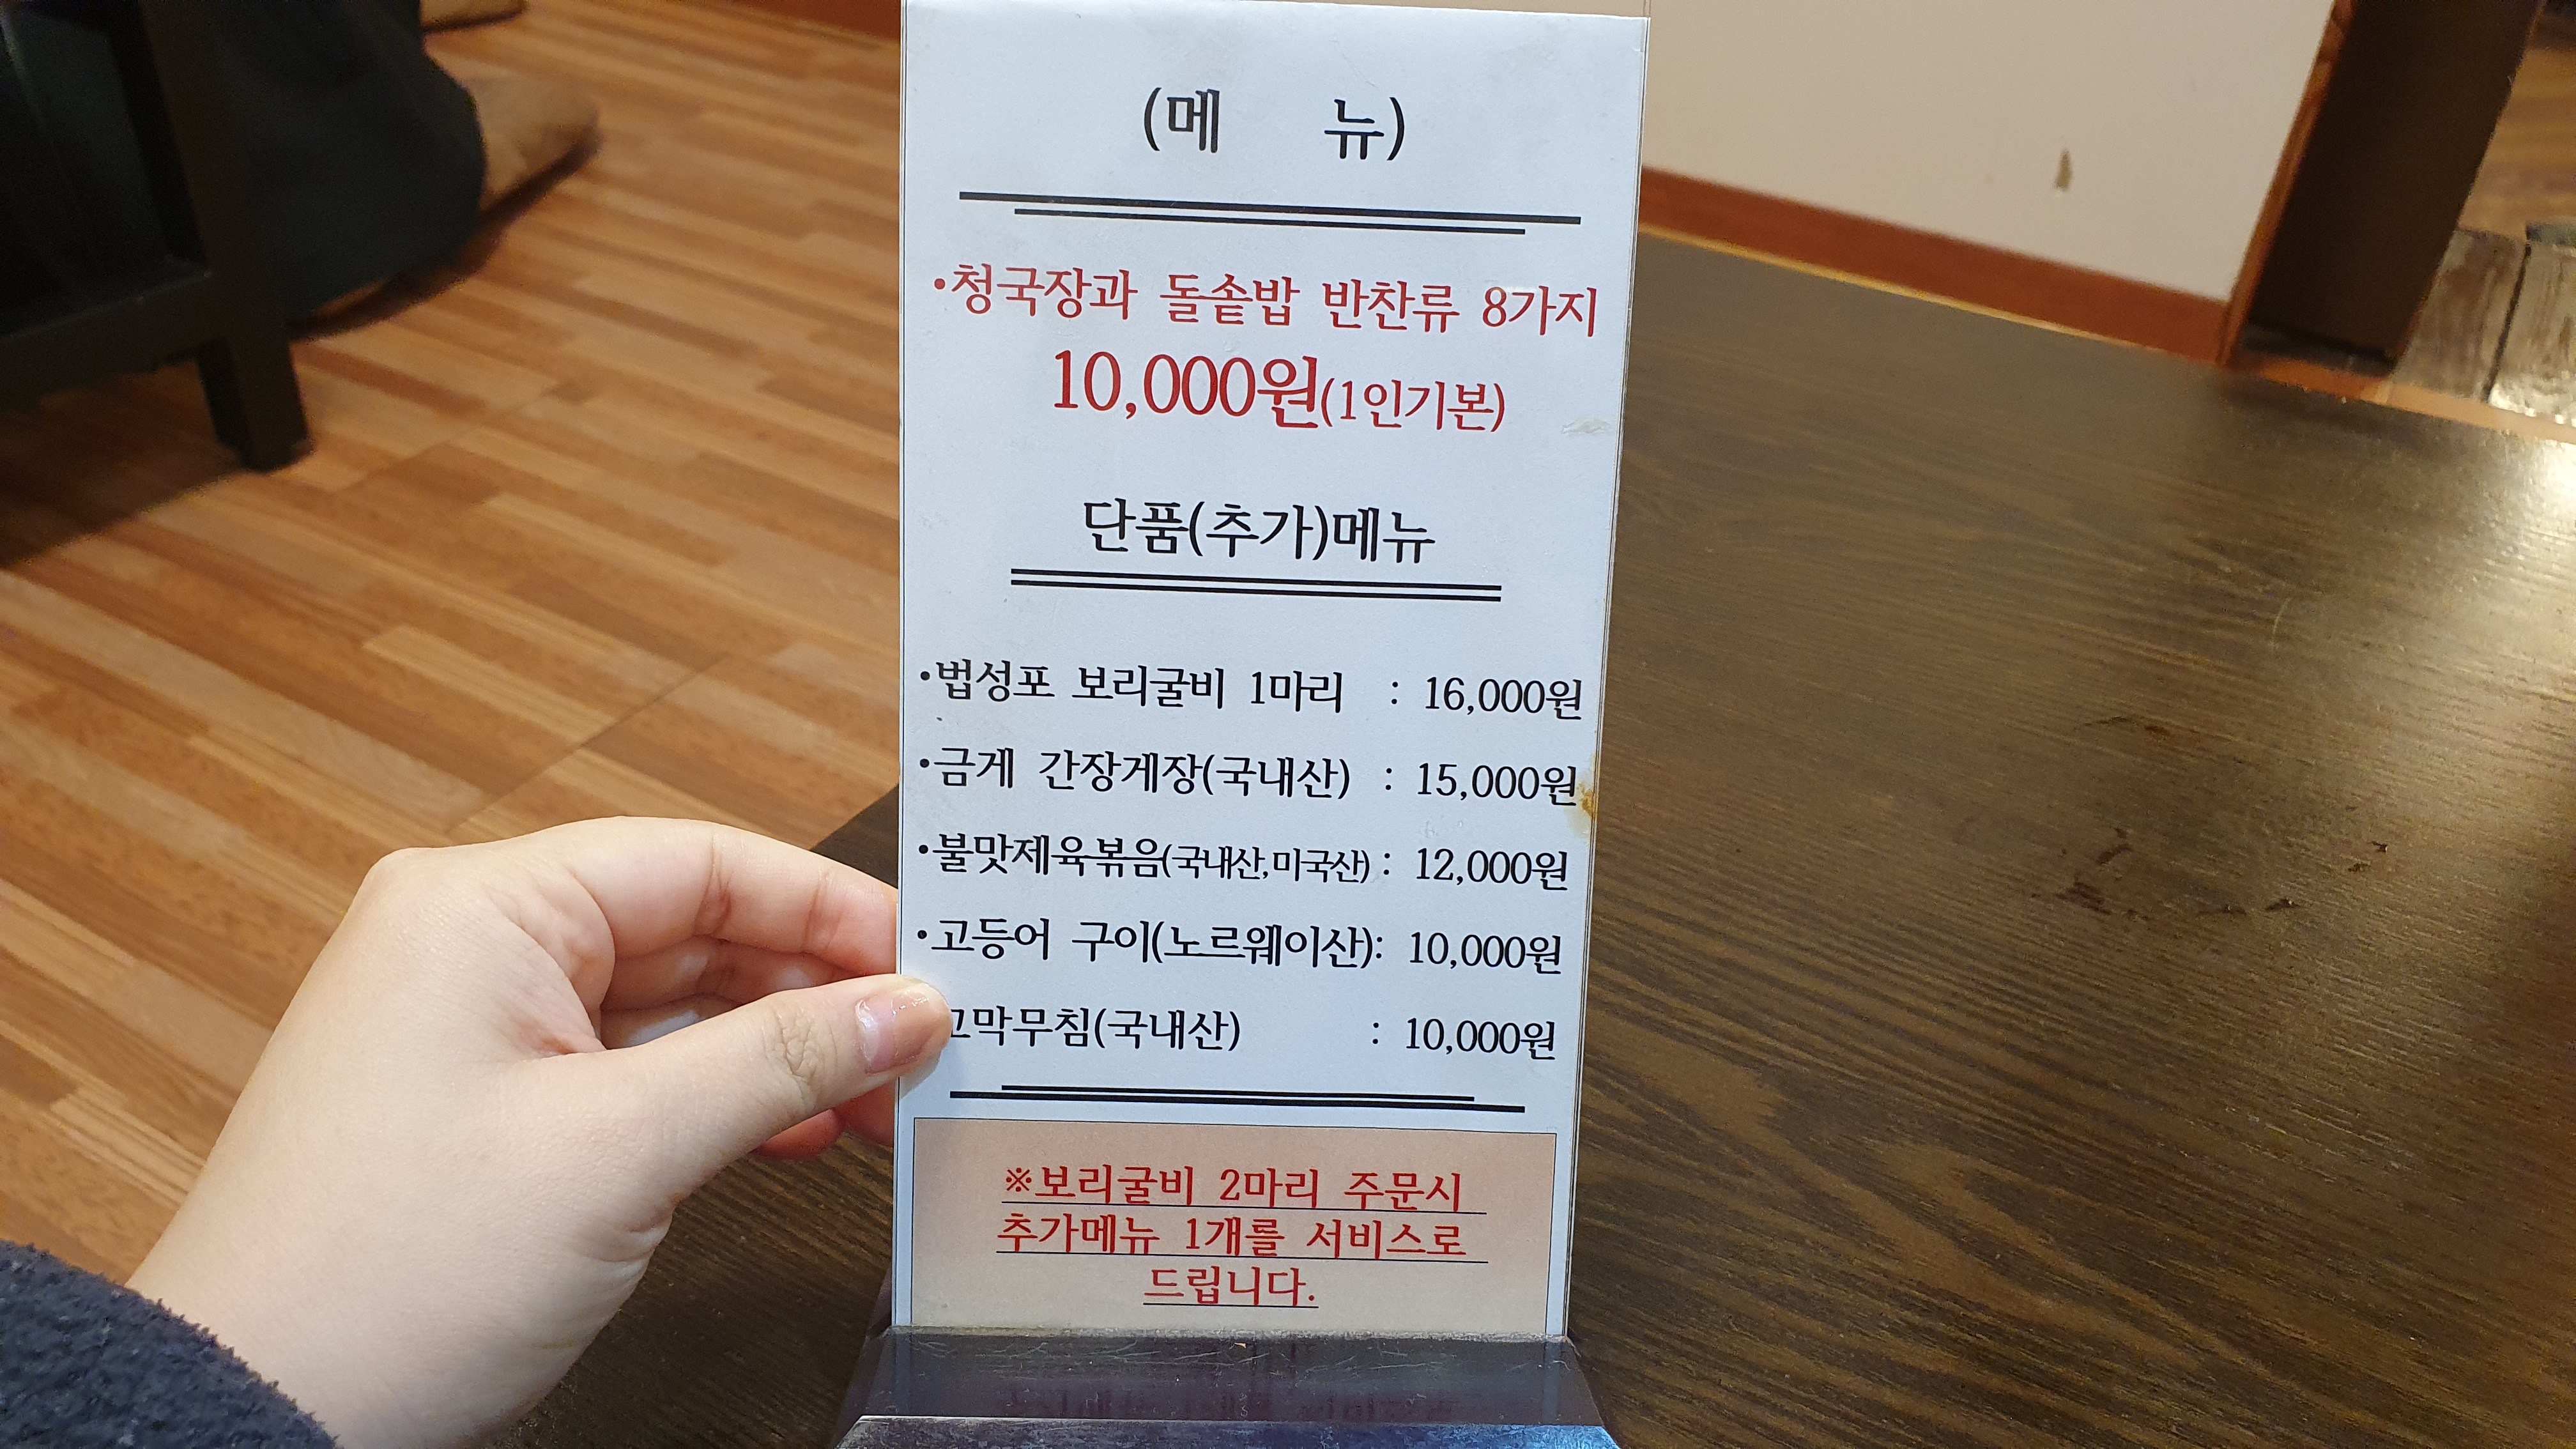 (메 뉴)
•청국장과 돌솥밥 반찬류 8가지
10,000원(1인기본)
단품(추가)메뉴
•법성포 보리굴비 1마리 : 16,000원
•금게 간장게장(국내산) : 15,000원
•불맛제육볶음(국내산,미국산) : 12,000원
•고등어 구이(노르웨이산): 10,000원
꼬막무침(국내산) : 10,000원
※보리굴비 2마리 주문시
추가메뉴 1개를 서비스로
드립니다.